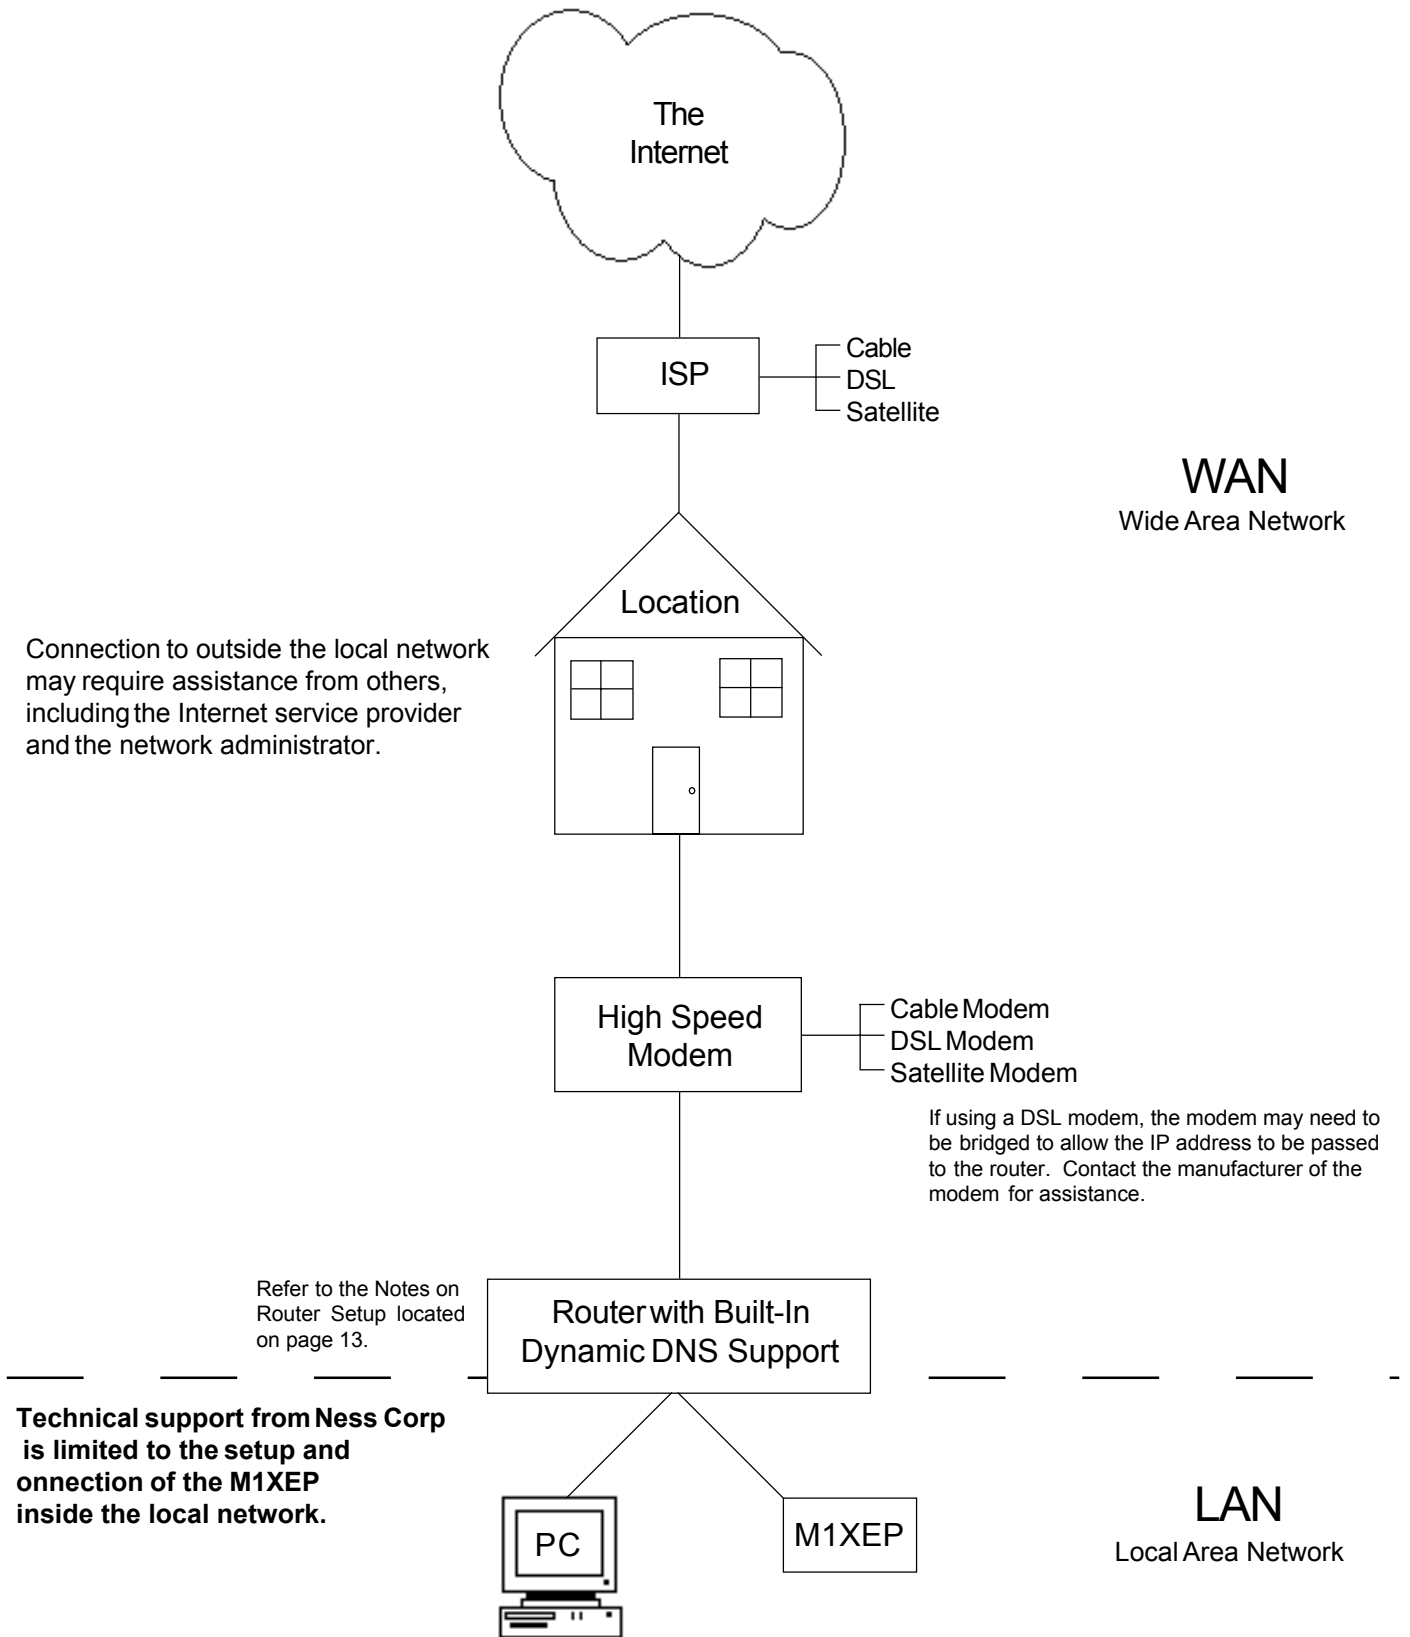 The
Internet
ISP
Cable
DSL
Satellite
WAN
Wide Area Network
Location
Connection to outside the local network
may require assistance from others,
including the Internet service provider
and the network administrator.
High Speed
Modem
Cable Modem
DSL Modem
Satellite Modem
If using a DSL modem, the modem may need to
be bridged to allow the IP address to be passed
to the router. Contact the manufacturer of the
modem for assistance.
Refer to the Notes on
Router Setup located
on page 13.
Router with Built-In
Dynamic DNS Support
Technical support from Ness Corp
is limited to the setup and
onnection of the M1XEP
inside the local network.
PC
M1XEP
LAN
Local Area Network